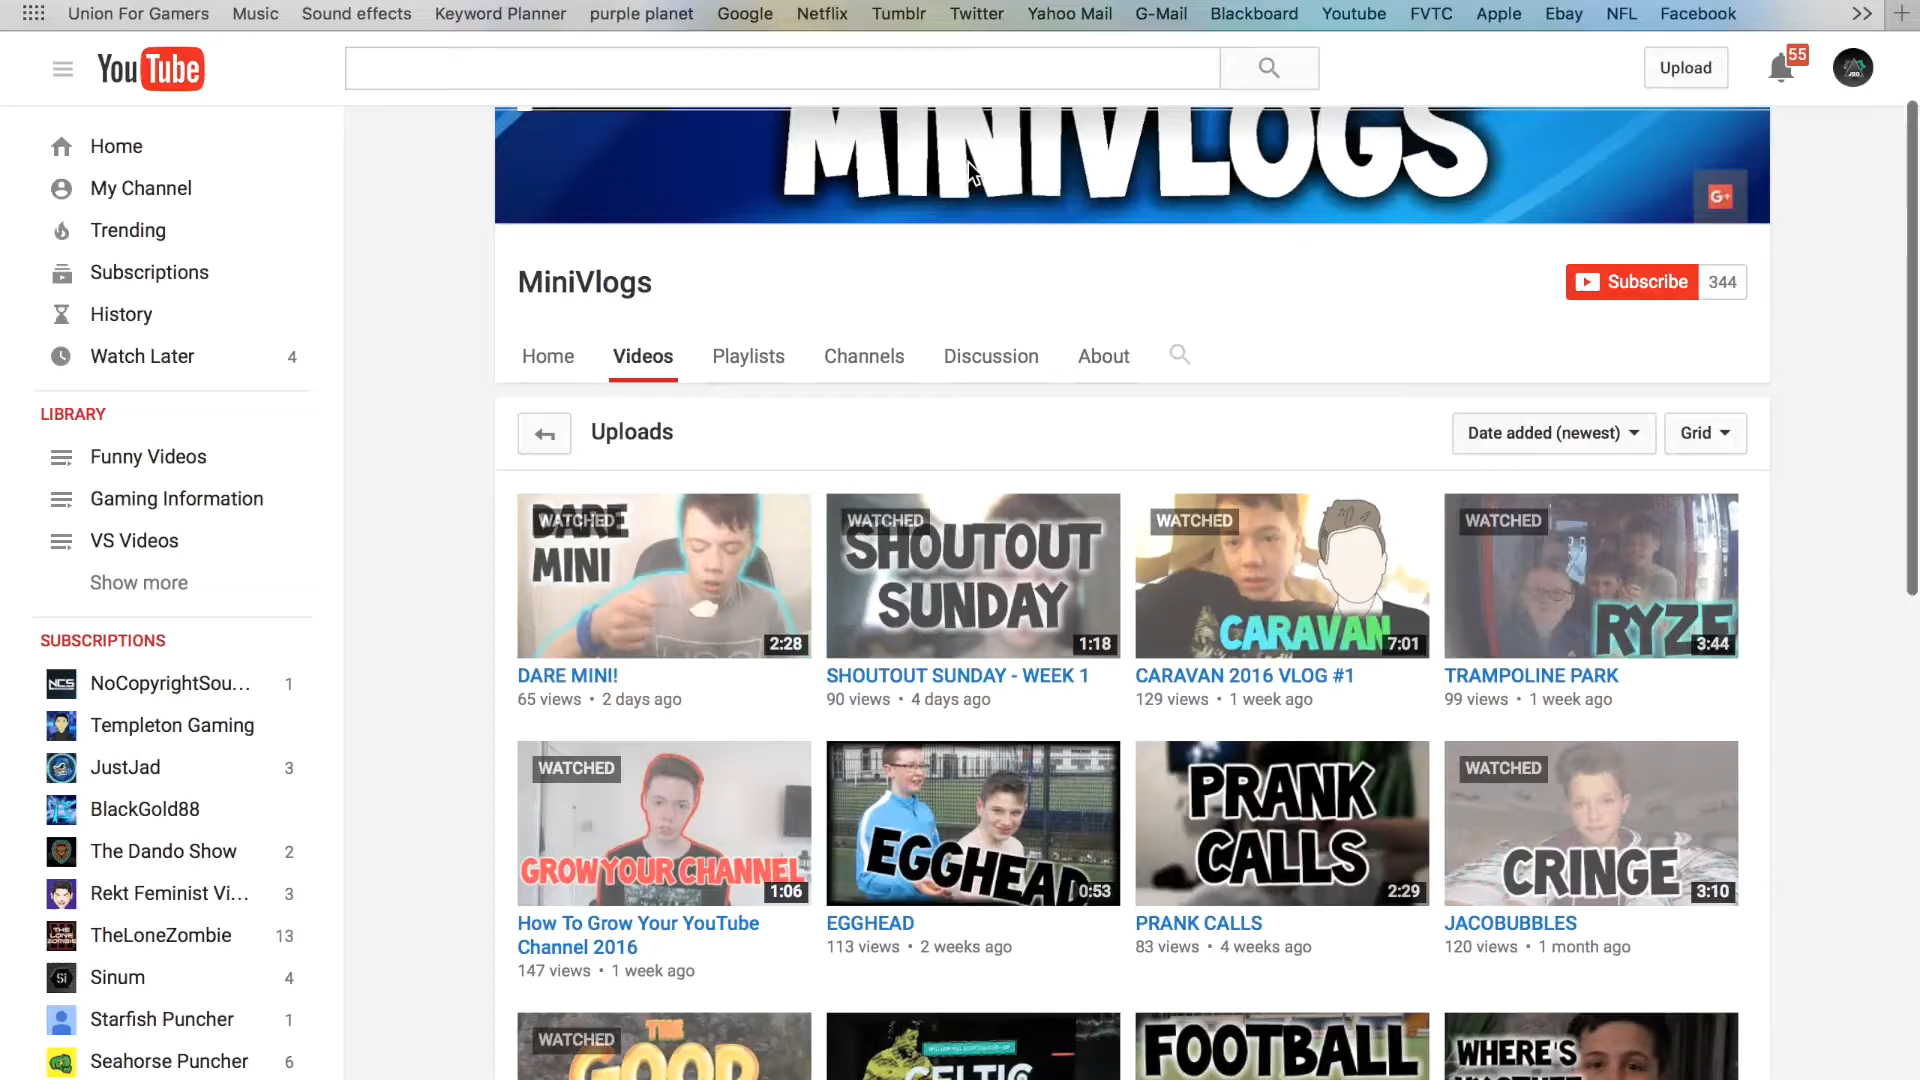 Union For Gamers Music Sound effects Keyword Planner purple planet Google Netflix Tumblr Twitter Yahoo Mail G-Mail Blackboard Youtube FVTC Apple Ebay NFL Facebook
YouTube
Upload
55
Home
My Channel
Trending
Subscriptions
History
Watch Later 4
LIBRARY
Funny Videos
Gaming Information
VS Videos
Show more
SUBSCRIPTIONS
NCS
NoCopyrightSou... 1
Templeton Gaming
JustJad 3
BlackGold88
The Dando Show 2
Rekt Feminist Vi... 3
THE LONE ZOMBIE
TheLoneZombie 13
Si
Sinum 4
Starfish Puncher 1
Seahorse Puncher 6
MINIVLOGS
G+
MiniVlogs
Subscribe 344
Home Videos Playlists Channels Discussion About
Uploads
Date added (newest) Grid
WATCHED
DARE
MINI
2:28
DARE MINI!
65 views • 2 days ago
WATCHED
SHOUTOUT
SUNDAY
1:18
SHOUTOUT SUNDAY - WEEK 1
90 views • 4 days ago
WATCHED
CARAVAN
7:01
CARAVAN 2016 VLOG #1
129 views • 1 week ago
WATCHED
RYZE
3:44
TRAMPOLINE PARK
99 views • 1 week ago
WATCHED
GROW YOUR CHANNEL
1:06
How To Grow Your YouTube
Channel 2016
147 views • 1 week ago
EGGHEAD
0:53
EGGHEAD
113 views • 2 weeks ago
PRANK
CALLS
2:29
PRANK CALLS
83 views • 4 weeks ago
WATCHED
CRINGE
3:10
JACOBUBBLES
120 views • 1 month ago
WATCHED
THE
GOOD
CELTIC
FOOTBALL
WHERE'S